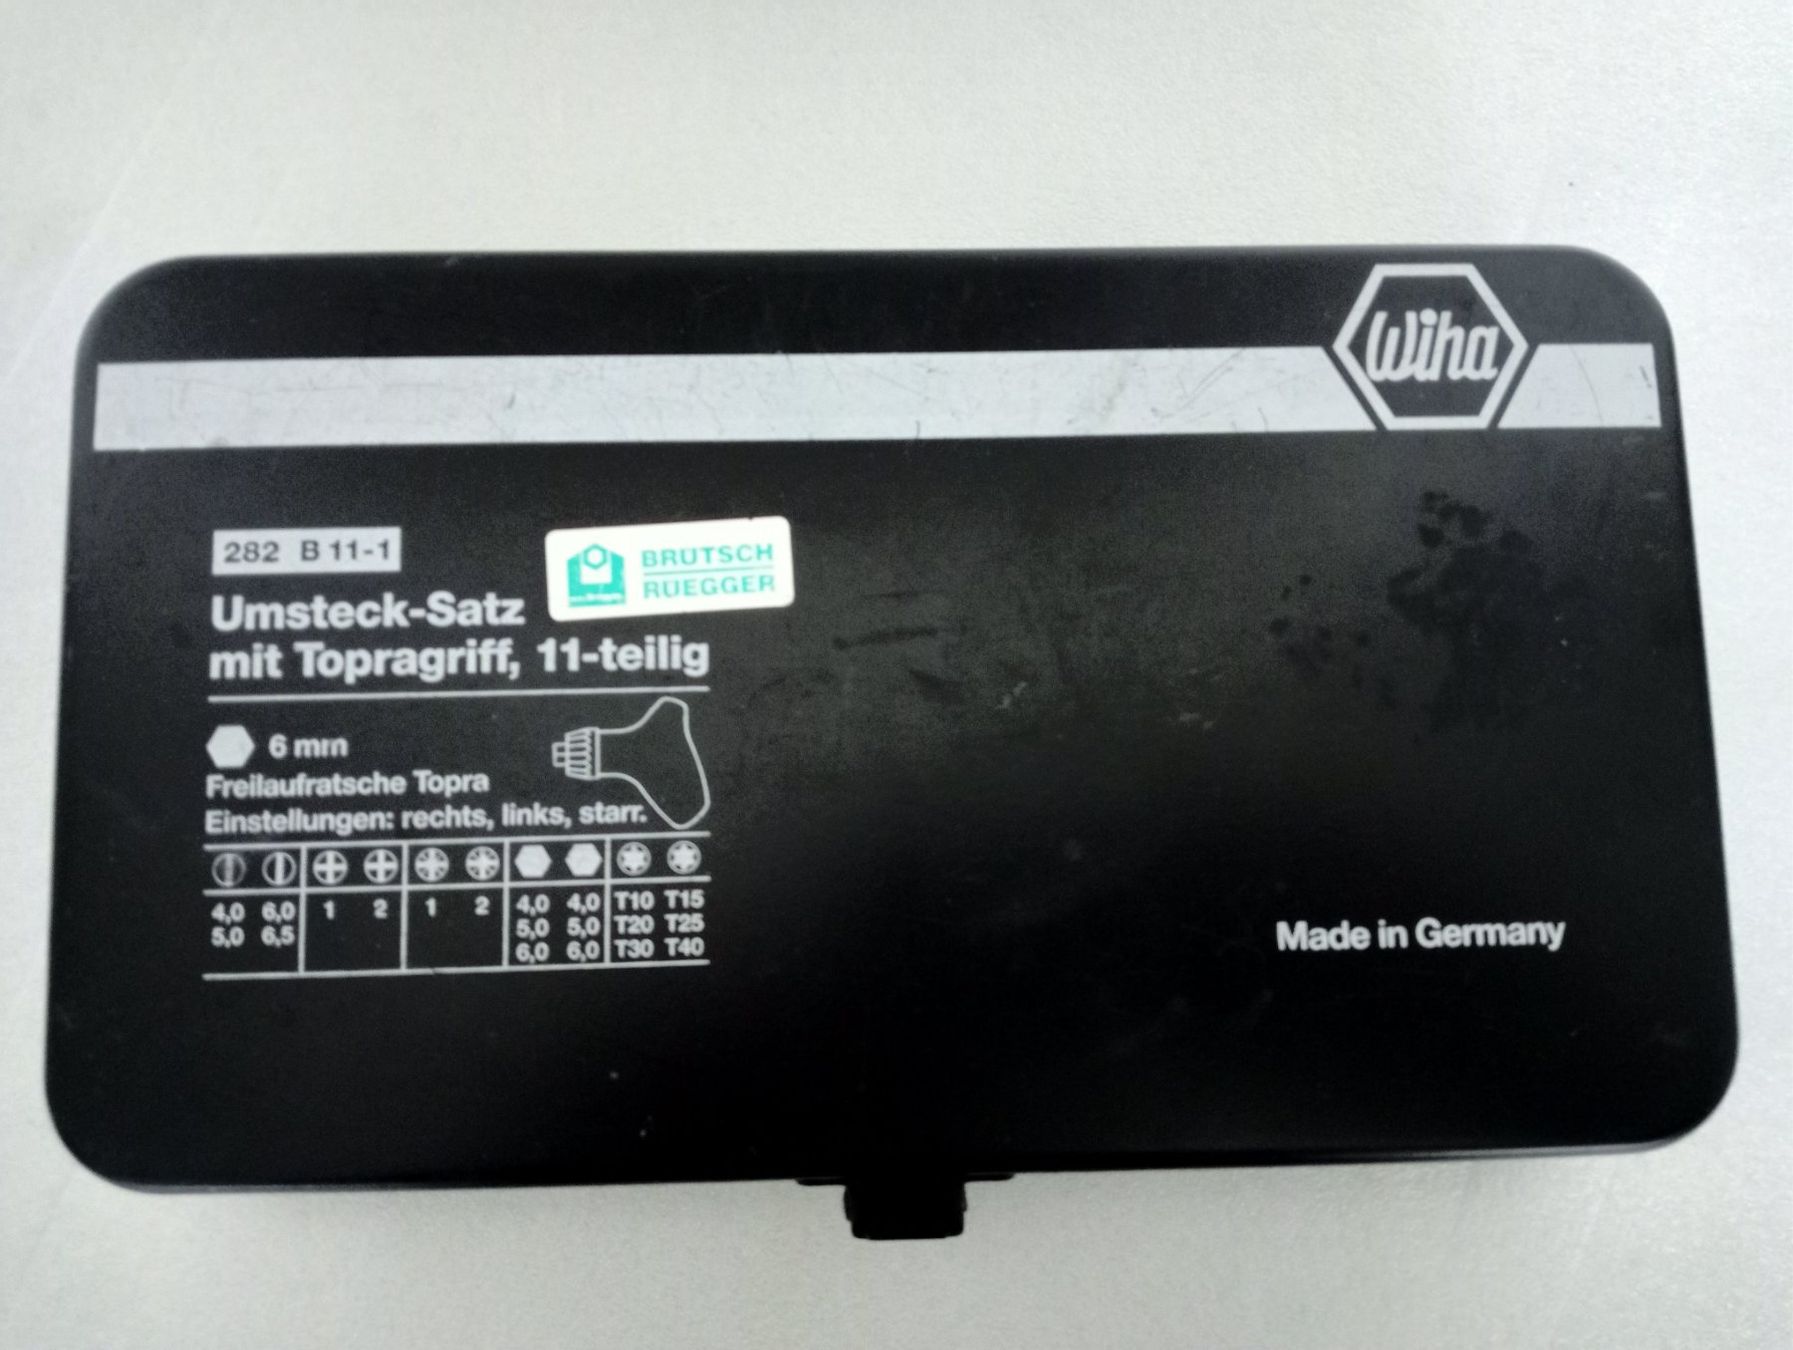 Wiha
282 B 11-1
BRÜTSCH
RÜEGGER
Umsteck-Satz
mit Topragriff, 11-teilig
6 mm
Freilaufratsche Topra
Einstellungen: rechts, links, starr.
4,0 6,0 1 2 1 2 4,0 4,0 T10 T15
5,0 6,5 5,0 5,0 T20 T25
6,0 6,0 T30 T40
Made in Germany